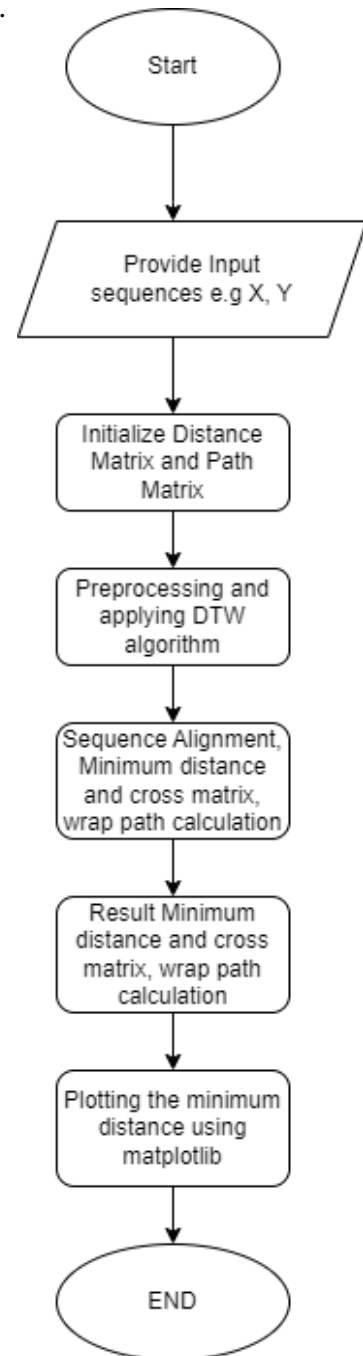 .
Start
Provide Input
sequences e.g X, Y
Initialize Distance
Matrix and Path
Matrix
Preprocessing and
applying DTW
algorithm
Sequence Alignment,
Minimum distance
and cross matrix,
wrap path calculation
Result Minimum
distance and cross
matrix, wrap path
calculation
Plotting the minimum
distance using
matplotlib
END